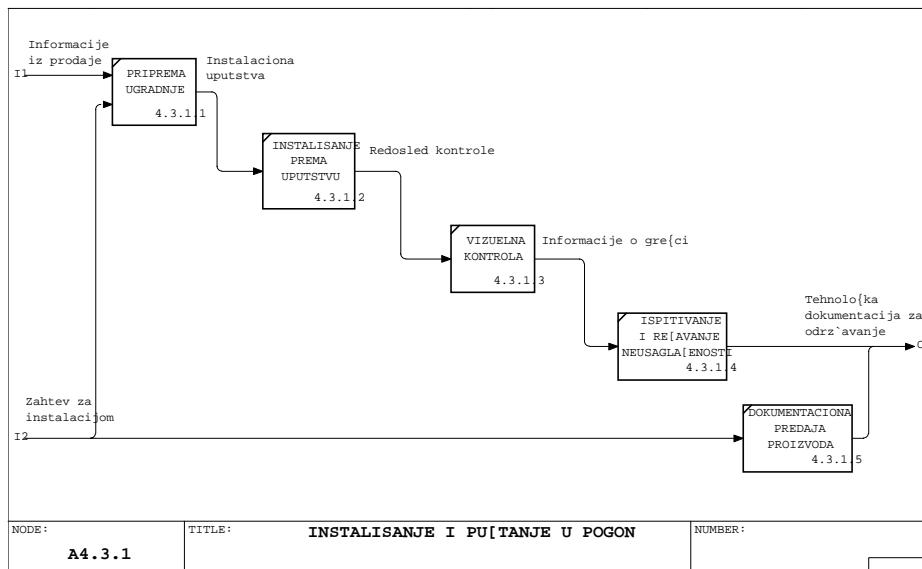 Informacije
iz prodaje
I1
PRIPREMA
UGRADNJE
4.3.1.1
Instalaciona
uputstva
INSTALISANJE
PREMA
UPUTSTVU
4.3.1.2
Redosled kontrole
VIZUELNA
KONTROLA
4.3.1.3
Informacije o gre{ci
ISPITIVANJE
I RE[AVANJE
NEUSAGLA[ENOSTI
4.3.1.4
Tehnolo{ka
dokumentacija za
odrz`avanje
Zahtev za
instalacijom
I2
DOKUMENTACIONA
PREDAJA
PROIZVODA
4.3.1.5
NODE:
A4.3.1
TITLE:
INSTALISANJE I PU[TANJE U POGON
NUMBER: